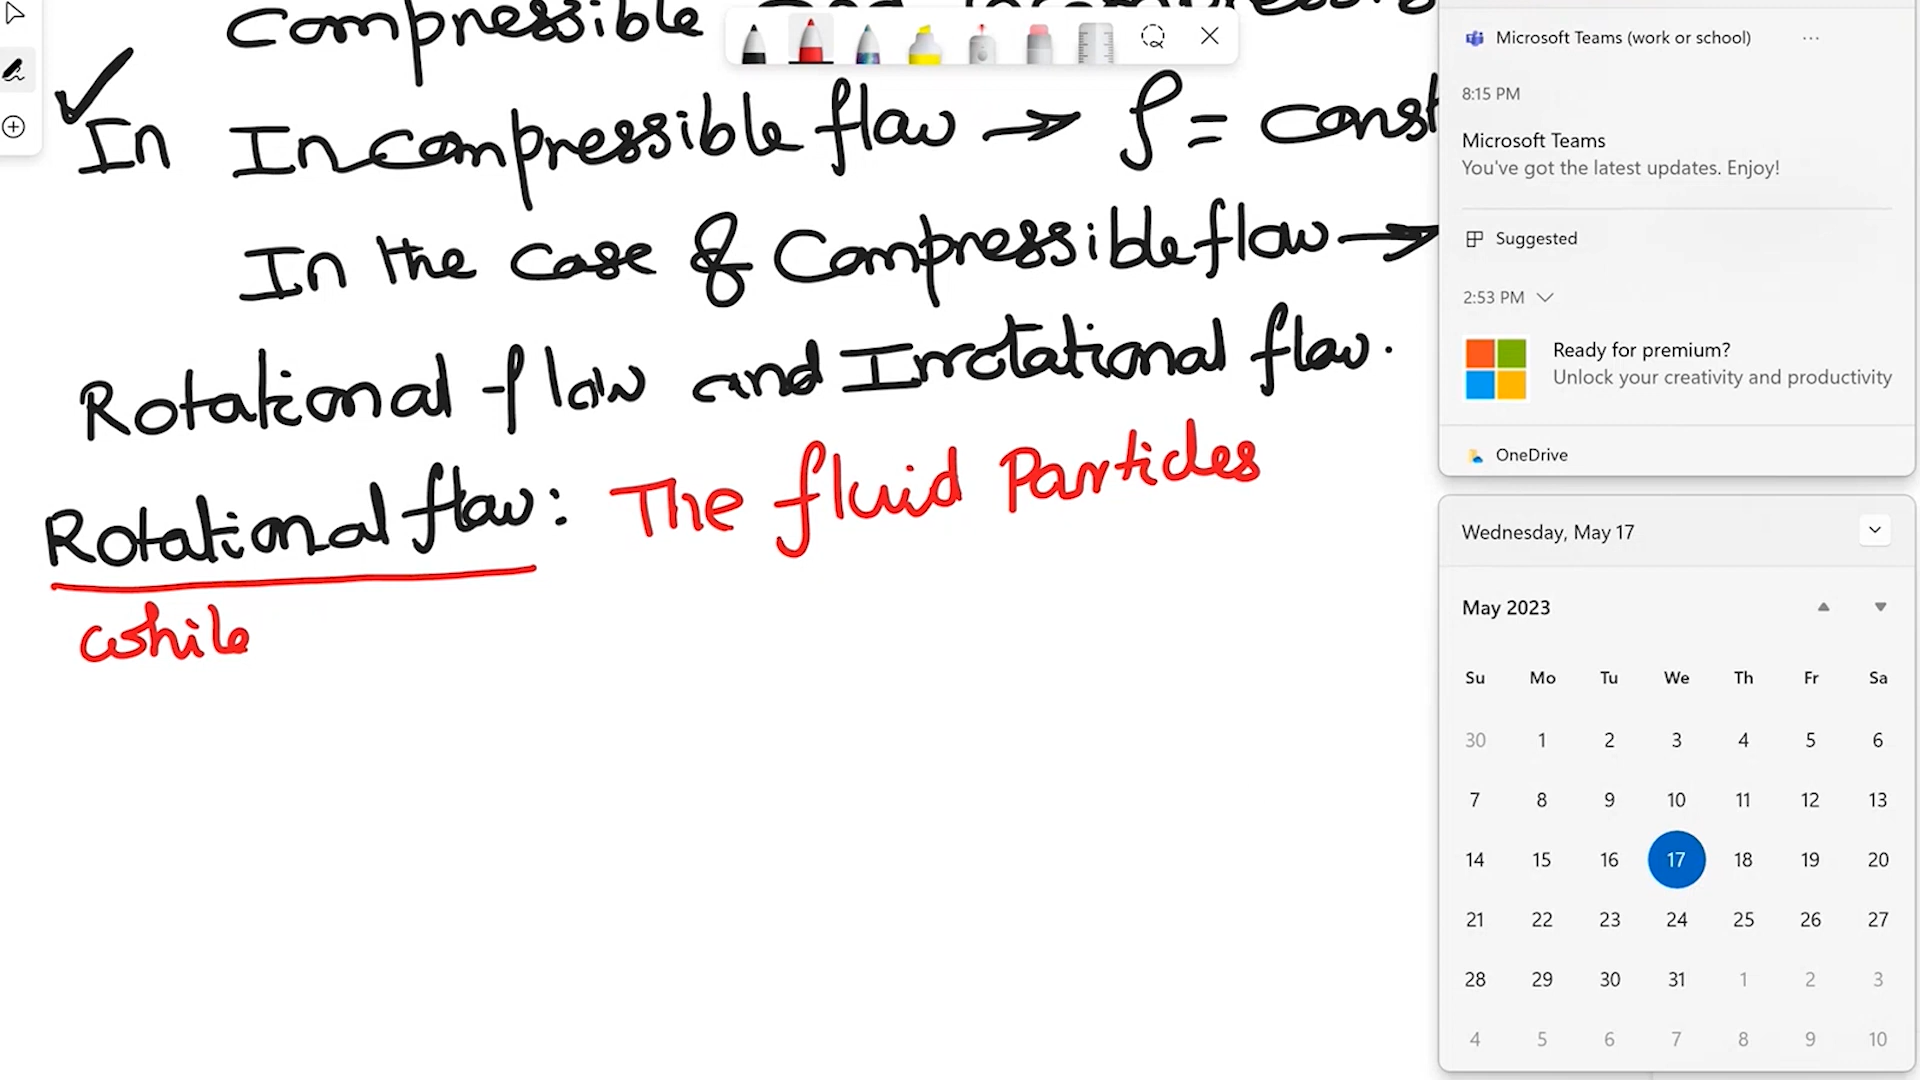 Compressible and Incompressib
In Incompressible flow → ρ = const
In the case of Compressible flow →
Rotational flow and Irrotational flow.
Rotational flow: The fluid Particles
while
Microsoft Teams (work or school) ...
8:15 PM
Microsoft Teams
You've got the latest updates. Enjoy!
Suggested
2:53 PM
Ready for premium?
Unlock your creativity and productivity
OneDrive
Wednesday, May 17
May 2023
Su Mo Tu We Th Fr Sa
30 1 2 3 4 5 6
7 8 9 10 11 12 13
14 15 16 17 18 19 20
21 22 23 24 25 26 27
28 29 30 31 1 2 3
4 5 6 7 8 9 10